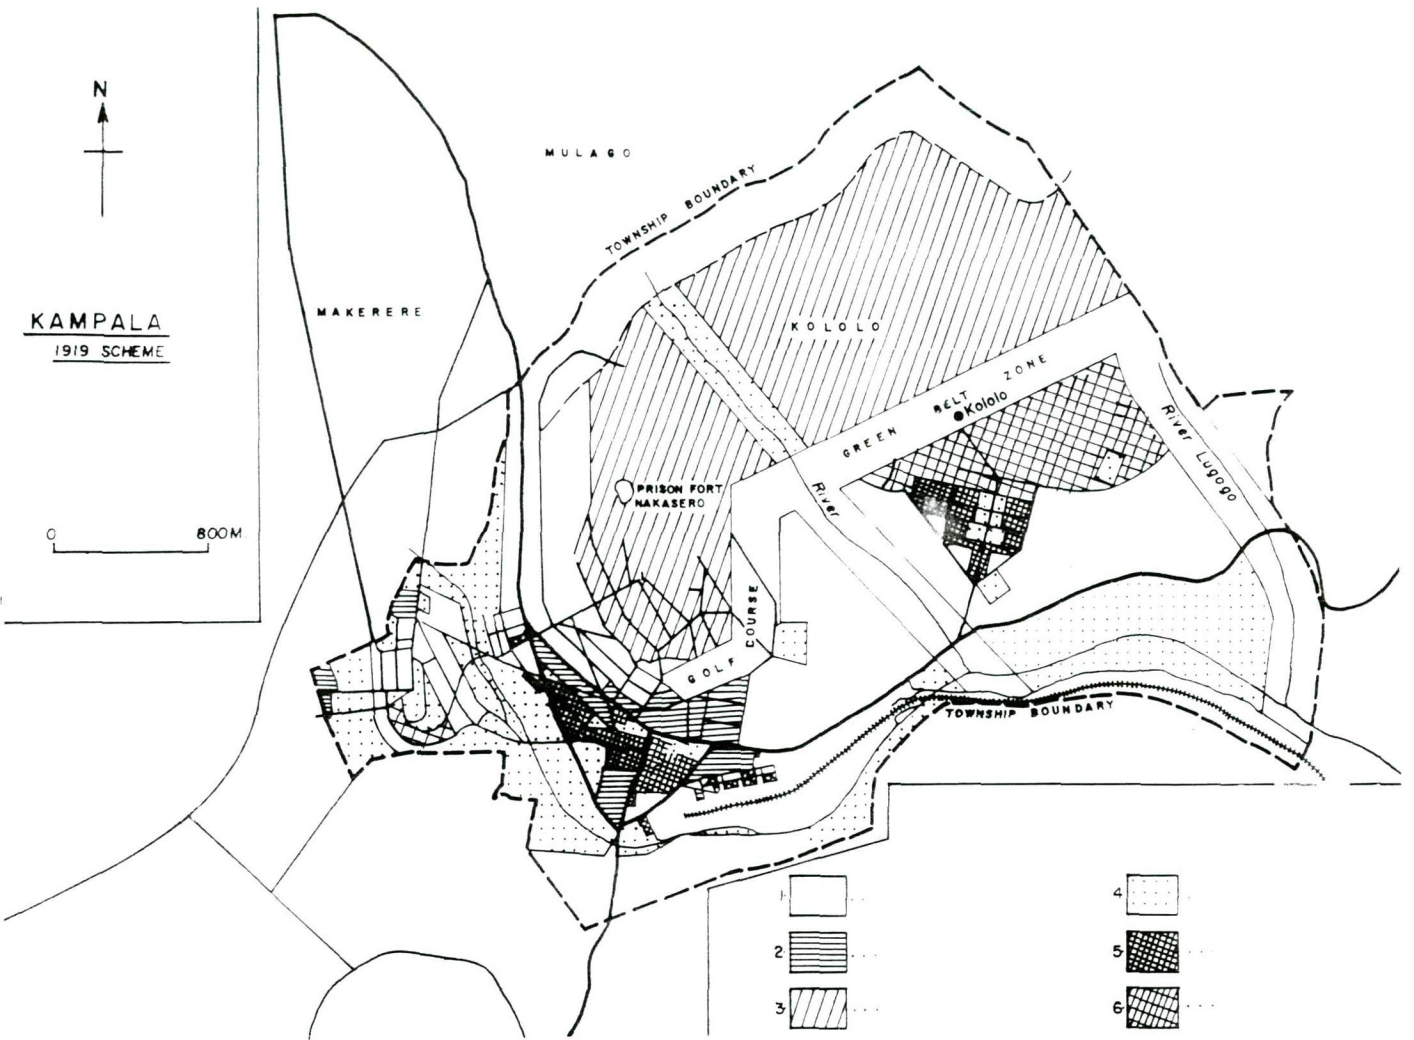 N
KAMPALA
1919 SCHEME
0 800M.
MULAGO
MAKERERE
TOWNSHIP BOUNDARY
KOLOLO
GREEN BELT ZONE
Kololo
River Lugogo
River
PRISON FORT
NAKASERO
GOLF COURSE
TOWNSHIP BOUNDARY
1
2
3
4
5
6